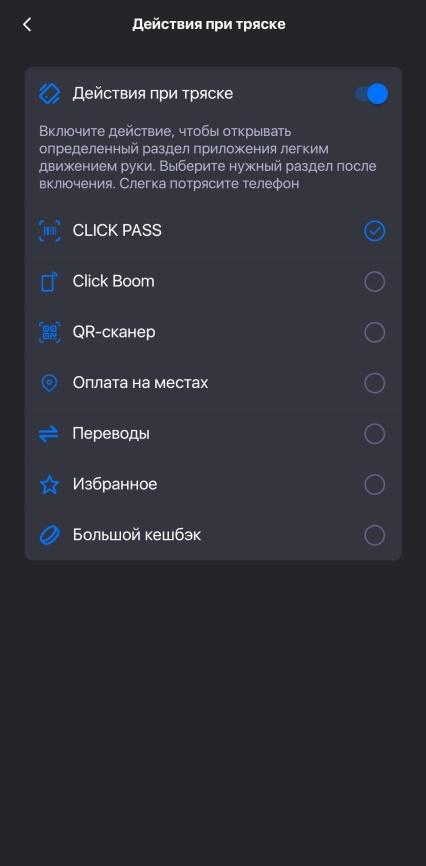 Действия при тряске
Действия при тряске
Включите действие, чтобы открывать
определенный раздел приложения легким
движением руки. Выберите нужный раздел после
включения. Слегка потрясите телефон
CLICK PASS
Click Boom
QR-сканер
Оплата на местах
Переводы
Избранное
Большой кешбэк